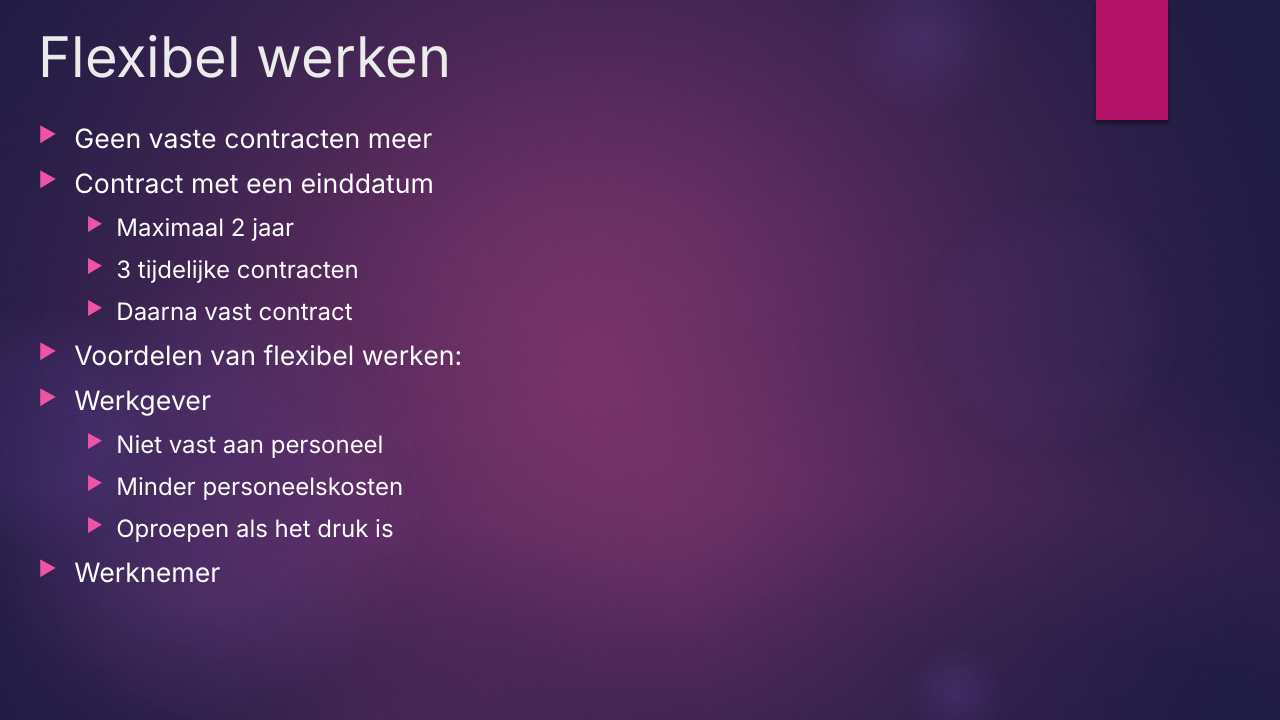 Flexibel werken
Geen vaste contracten meer
Contract met een einddatum
Maximaal 2 jaar
3 tijdelijke contracten
Daarna vast contract
Voordelen van flexibel werken:
Werkgever
Niet vast aan personeel
Minder personeelskosten
Oproepen als het druk is
Werknemer